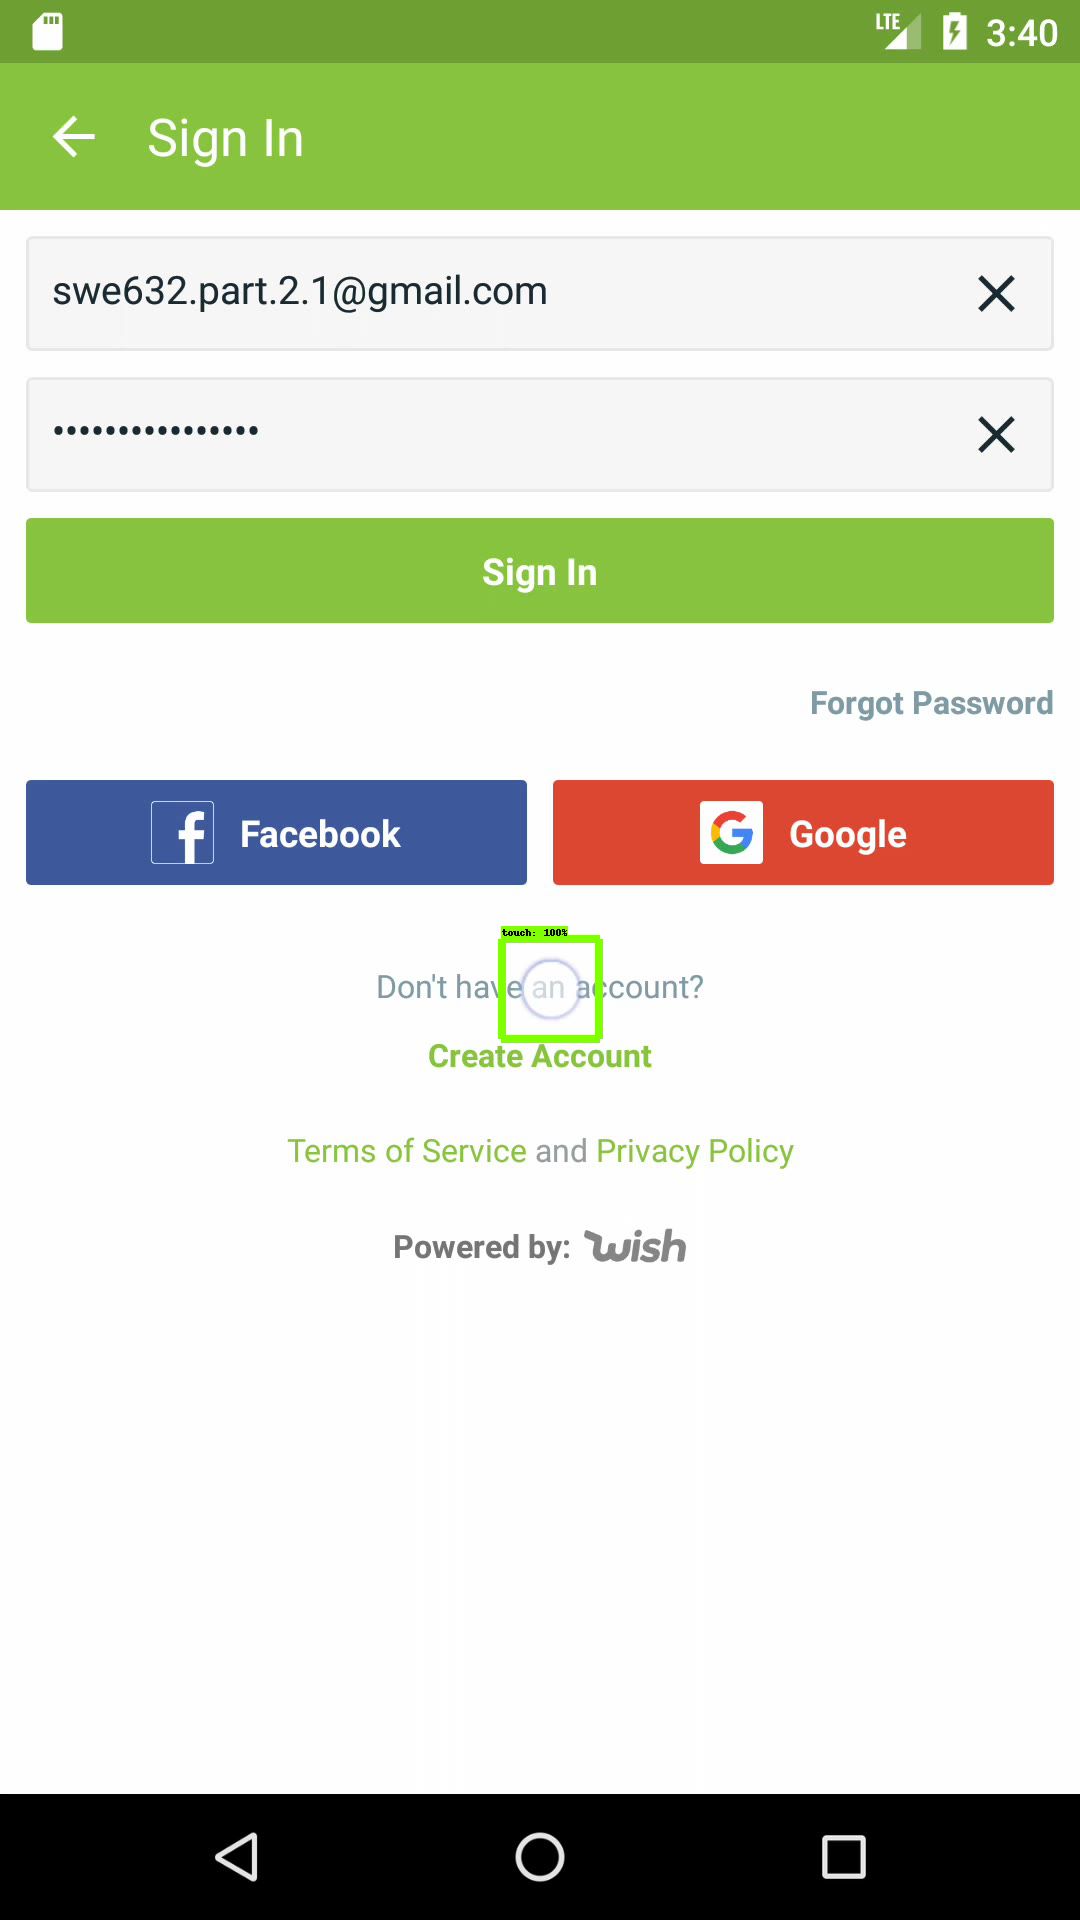 LTE 3:40
Sign In
swe632.part.2.1@gmail.com
••••••••••••••••
Sign In
Forgot Password
Facebook
Google
touch: 100%
Don't have an account?
Create Account
Terms of Service and Privacy Policy
Powered by: wish